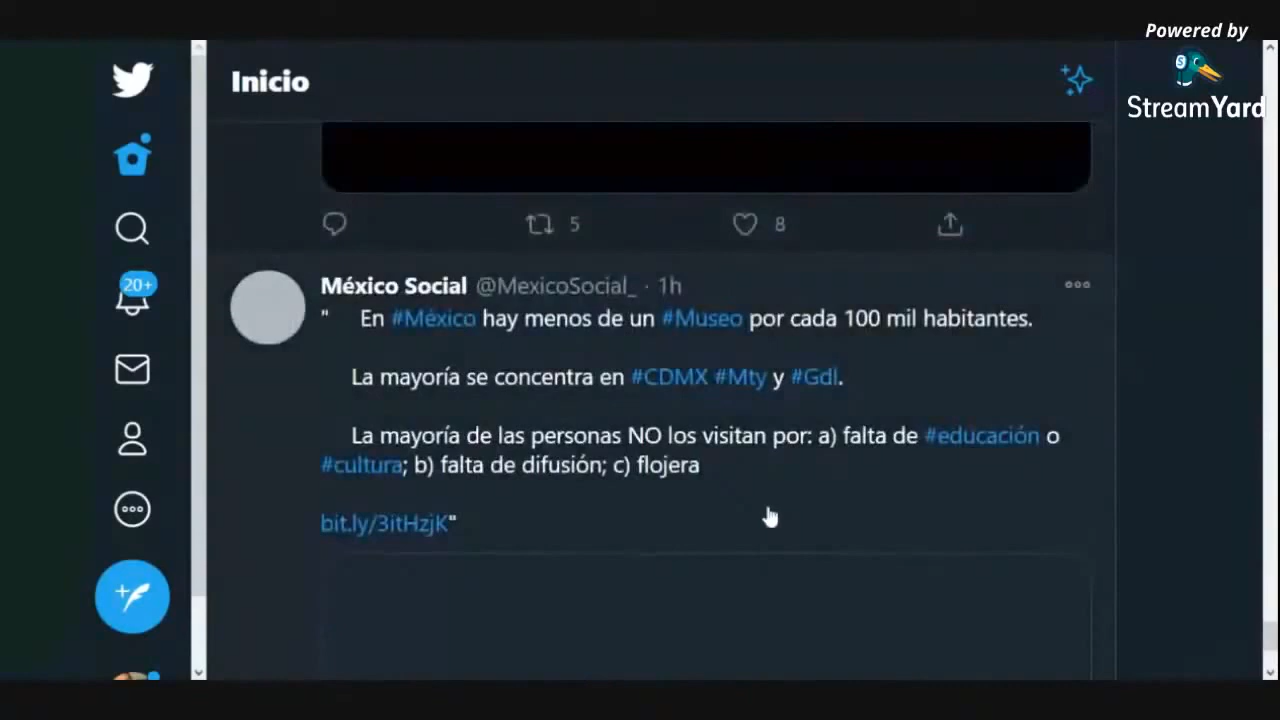 Powered by
StreamYard
Inicio
5
8
20+
México Social @MexicoSocial_ · 1h
" En #México hay menos de un #Museo por cada 100 mil habitantes.
La mayoría se concentra en #CDMX #Mty y #Gdl.
La mayoría de las personas NO los visitan por: a) falta de #educación o
#cultura; b) falta de difusión; c) flojera
bit.ly/3itHzjK"